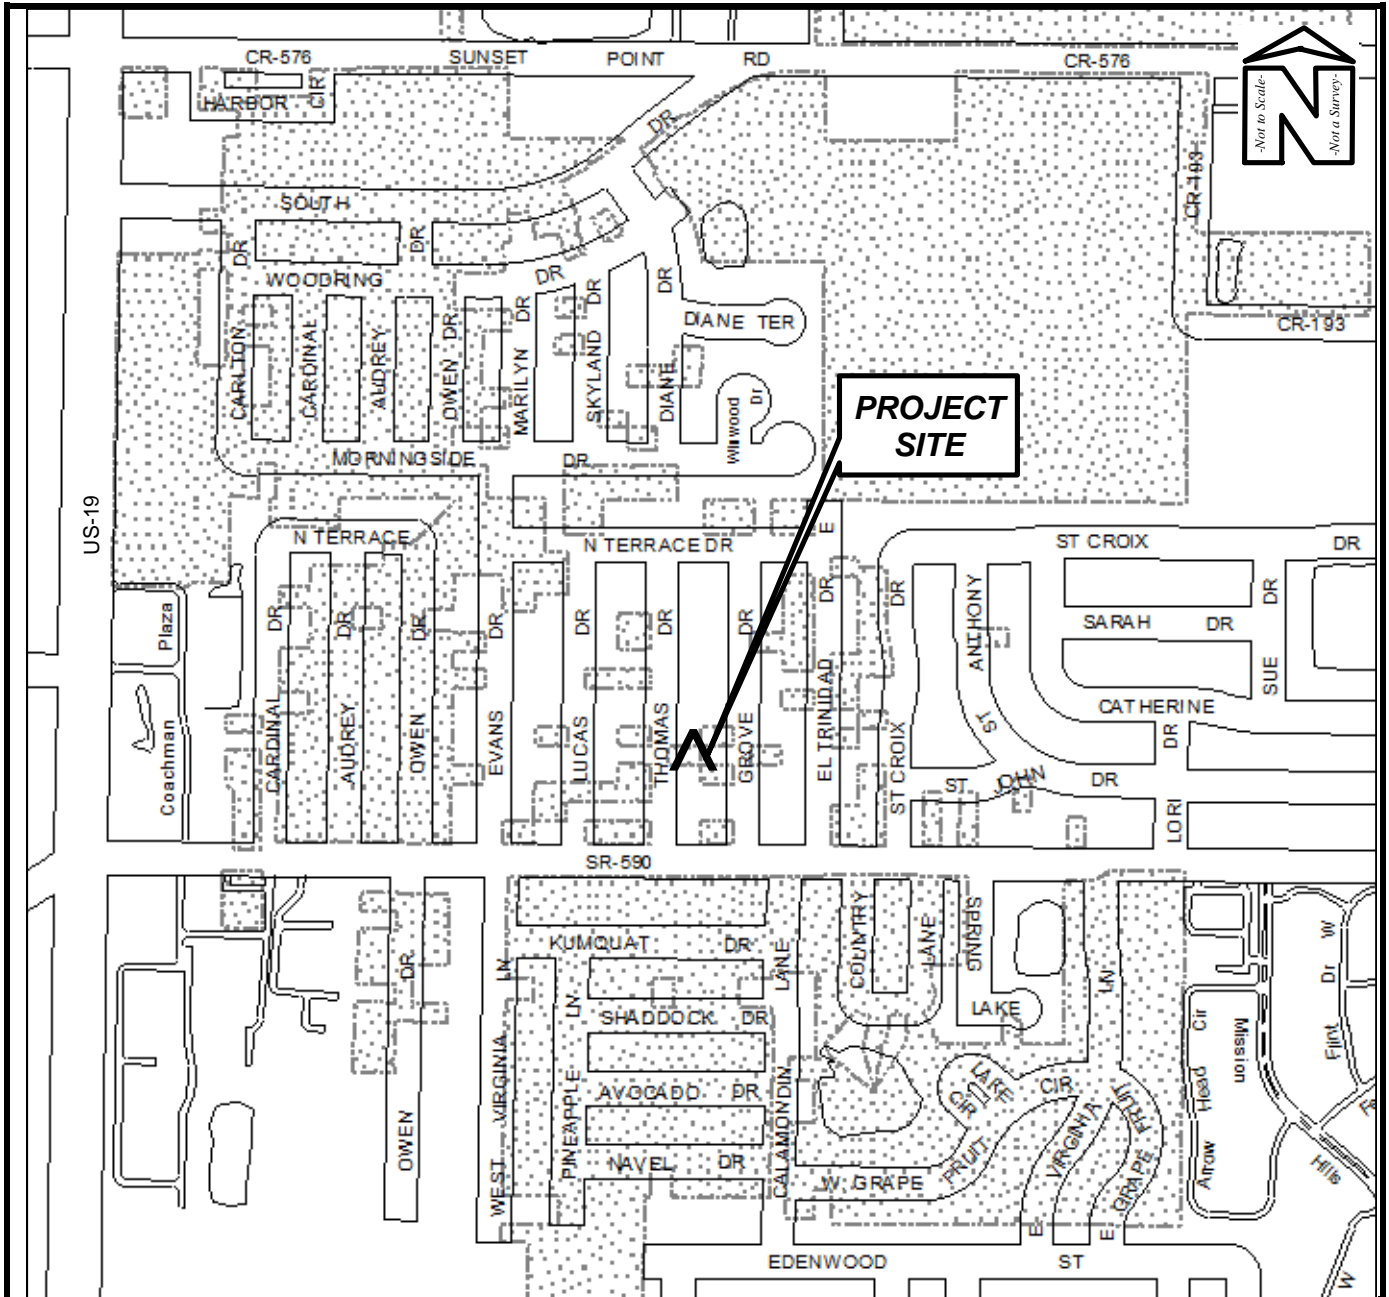 CR-576
SUNSET
POINT
RD
CR-576
HARBOR
CIR
DR
-Not to Scale-
-Not a Survey-
CR-193
SOUTH
DR
DR
WOODRING
DR
DR
DR
DR
DR
DIANE TER
CR-193
CARLTON
CARDINAL
AUDREY
OWEN
MARILYN
SKYLAND
DIANE
Dr
PROJECT
SITE
MORNINGSIDE
DR
US-19
N TERRACE
N TERRACE DR
E
ST CROIX
DR
Plaza
DR
DR
DR
DR
DR
DR
DR
DR
DR
ANTHONY
DR
SARAH
DR
SUE
CATHERINE
Coachman
CARDINAL
AUDREY
OWEN
EVANS
LUCAS
THOMAS
GROVE
EL TRINIDAD
ST CROIX
ST
DR
ST
JOHN
DR
LORI
SR-590
KUMQUAT
DR
LANE
COUNTRY
LANE
SPRING
DR
LN
LN
LN
SHADDOCK
DR
LAKE
Cir
Mission
Dr
W
Flint
WEST
VIRGINIA
PINEAPPLE
AVOCADO
DR
CALAMONDIN
LAKE
CIR
CIR
FRUIT
Head
Arrow
OWEN
NAVEL
DR
W. GRAPE
FRUIT
VIRGINIA
GRAPE
Hills
E
E
EDENWOOD
ST
W